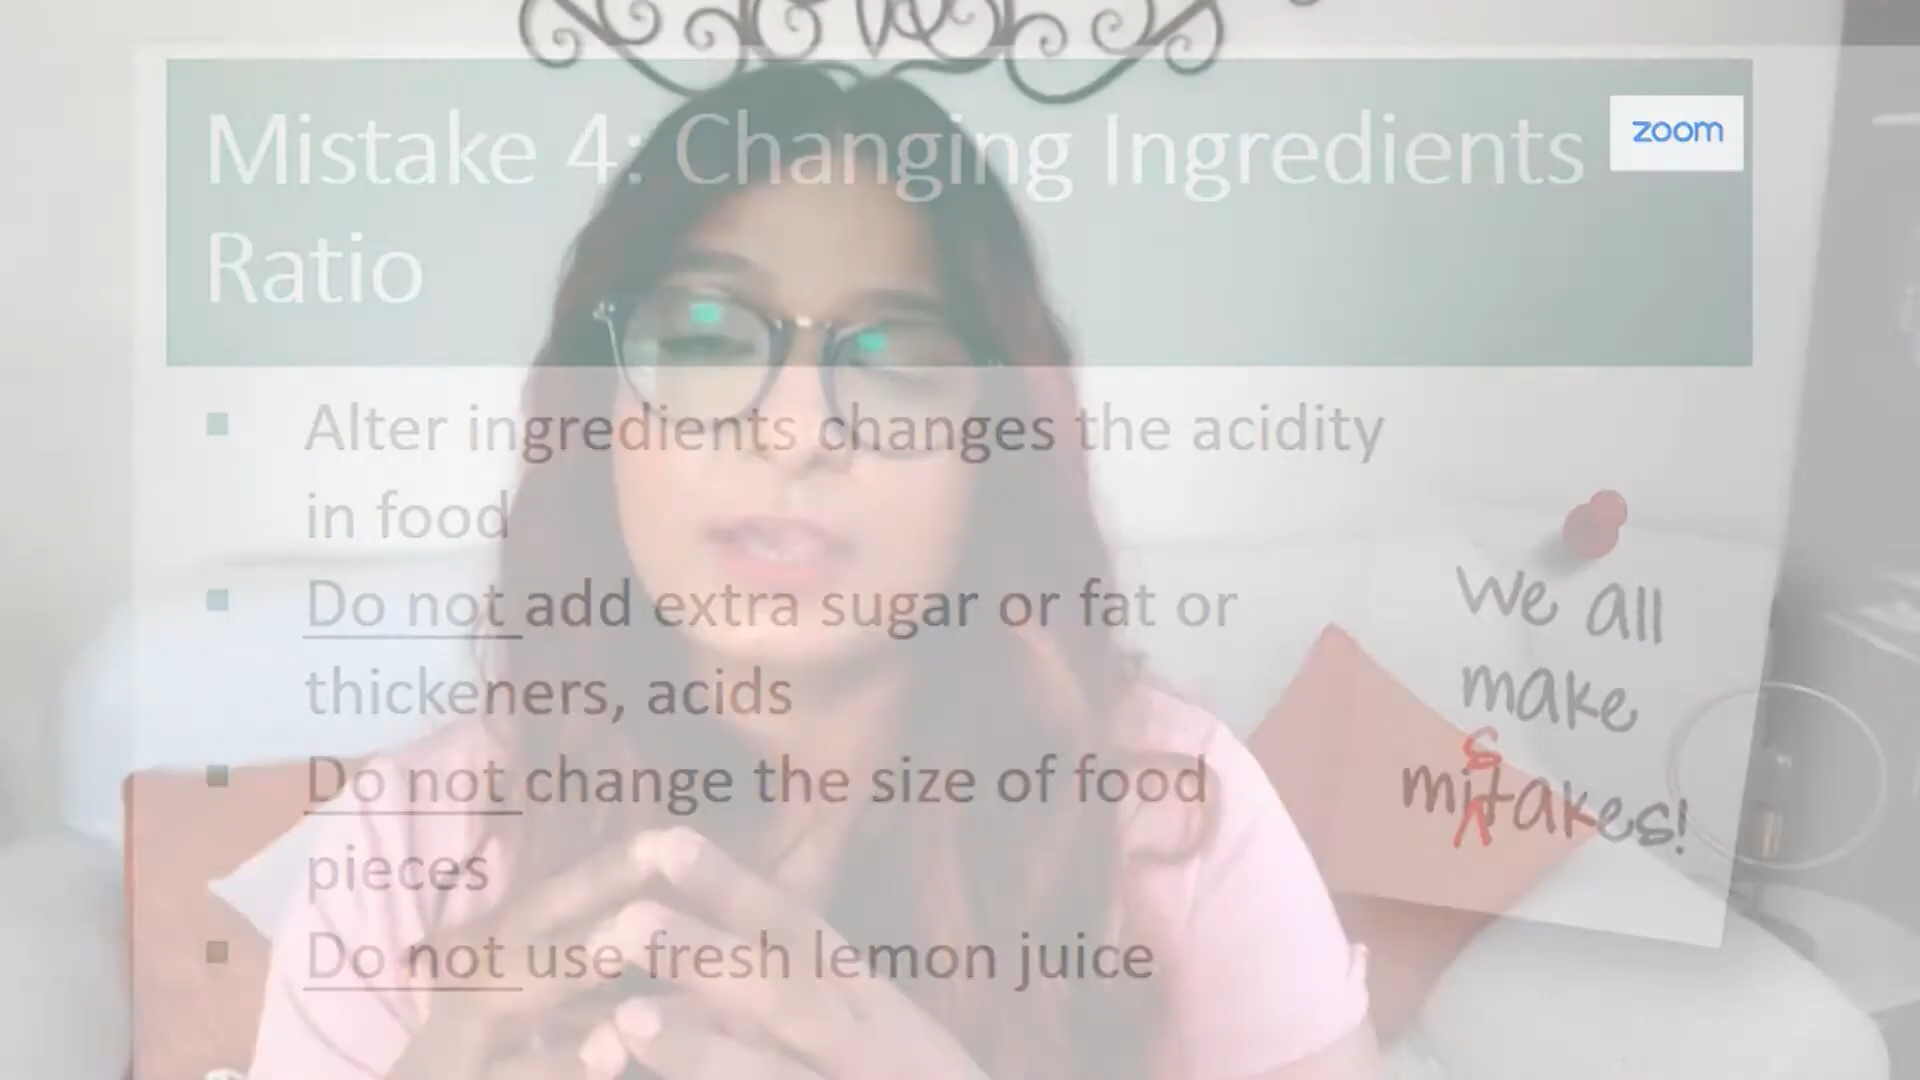 Mistake 4: Changing Ingredients
Ratio
zoom
Alter ingredients changes the acidity
in food
Do not add extra sugar or fat or
thickeners, acids
Do not change the size of food
pieces
Do not use fresh lemon juice
We all
make
mistakes!